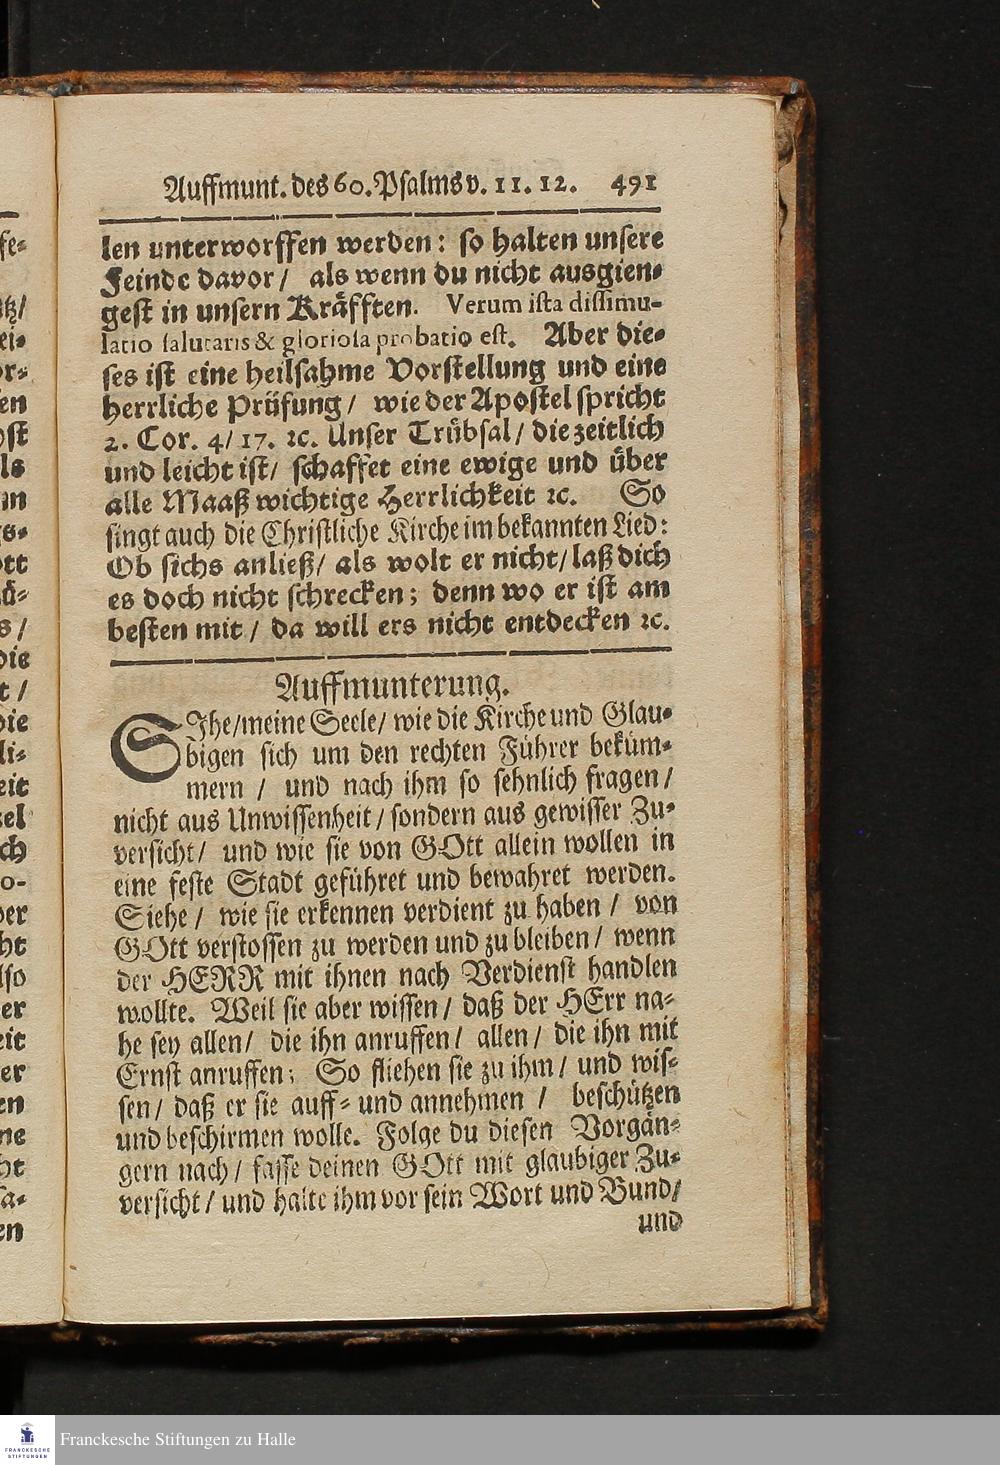 Auffmunt. des 60. Psalms v. 11. 12. 491
len unterworffen werden: so halten unsere
Feinde davor / als wenn du nicht ausgien-
gest in unsern Kräfften. Verum ista dissimu-
latio salutaris & gloriosa probatio est. Aber die-
ses ist eine heilsahme Vorstellung und eine
herrliche Prüfung / wie der Apostel spricht
2. Cor. 4 / 17. ꝛc. Unser Trübsal / die zeitlich
und leicht ist / schaffet eine ewige und über
alle Maaß wichtige Herrlichkeit ꝛc. So
singt auch die Christliche Kirche im bekannten Lied:
Ob sichs anließ / als wolt er nicht / laß dich
es doch nicht schrecken; denn wo er ist am
besten mit / da will ers nicht entdecken ꝛc.
Auffmunterung.
SJhe / meine Seele / wie die Kirche und Glau-
bigen sich um den rechten Führer beküm-
mern / und nach ihm so sehnlich fragen /
nicht aus Unwissenheit / sondern aus gewisser Zu-
versicht / und wie sie von GOtt allein wollen in
eine feste Stadt geführet und bewahret werden.
Siehe / wie sie erkennen verdient zu haben / von
GOtt verstossen zu werden und zu bleiben / wenn
der HERR mit ihnen nach Verdienst handlen
wollte. Weil sie aber wissen / daß der HErr na-
he sey allen / die ihn anruffen / allen / die ihn mit
Ernst anruffen; So fliehen sie zu ihm / und wis-
sen / daß er sie auff- und annehmen / beschützen
und beschirmen wolle. Folge du diesen Vorgän-
gern nach / fasse deinen GOtt mit glaubiger Zu-
versicht / und halte ihm vor sein Wort und Bund /
und
Franckesche Stiftungen zu Halle